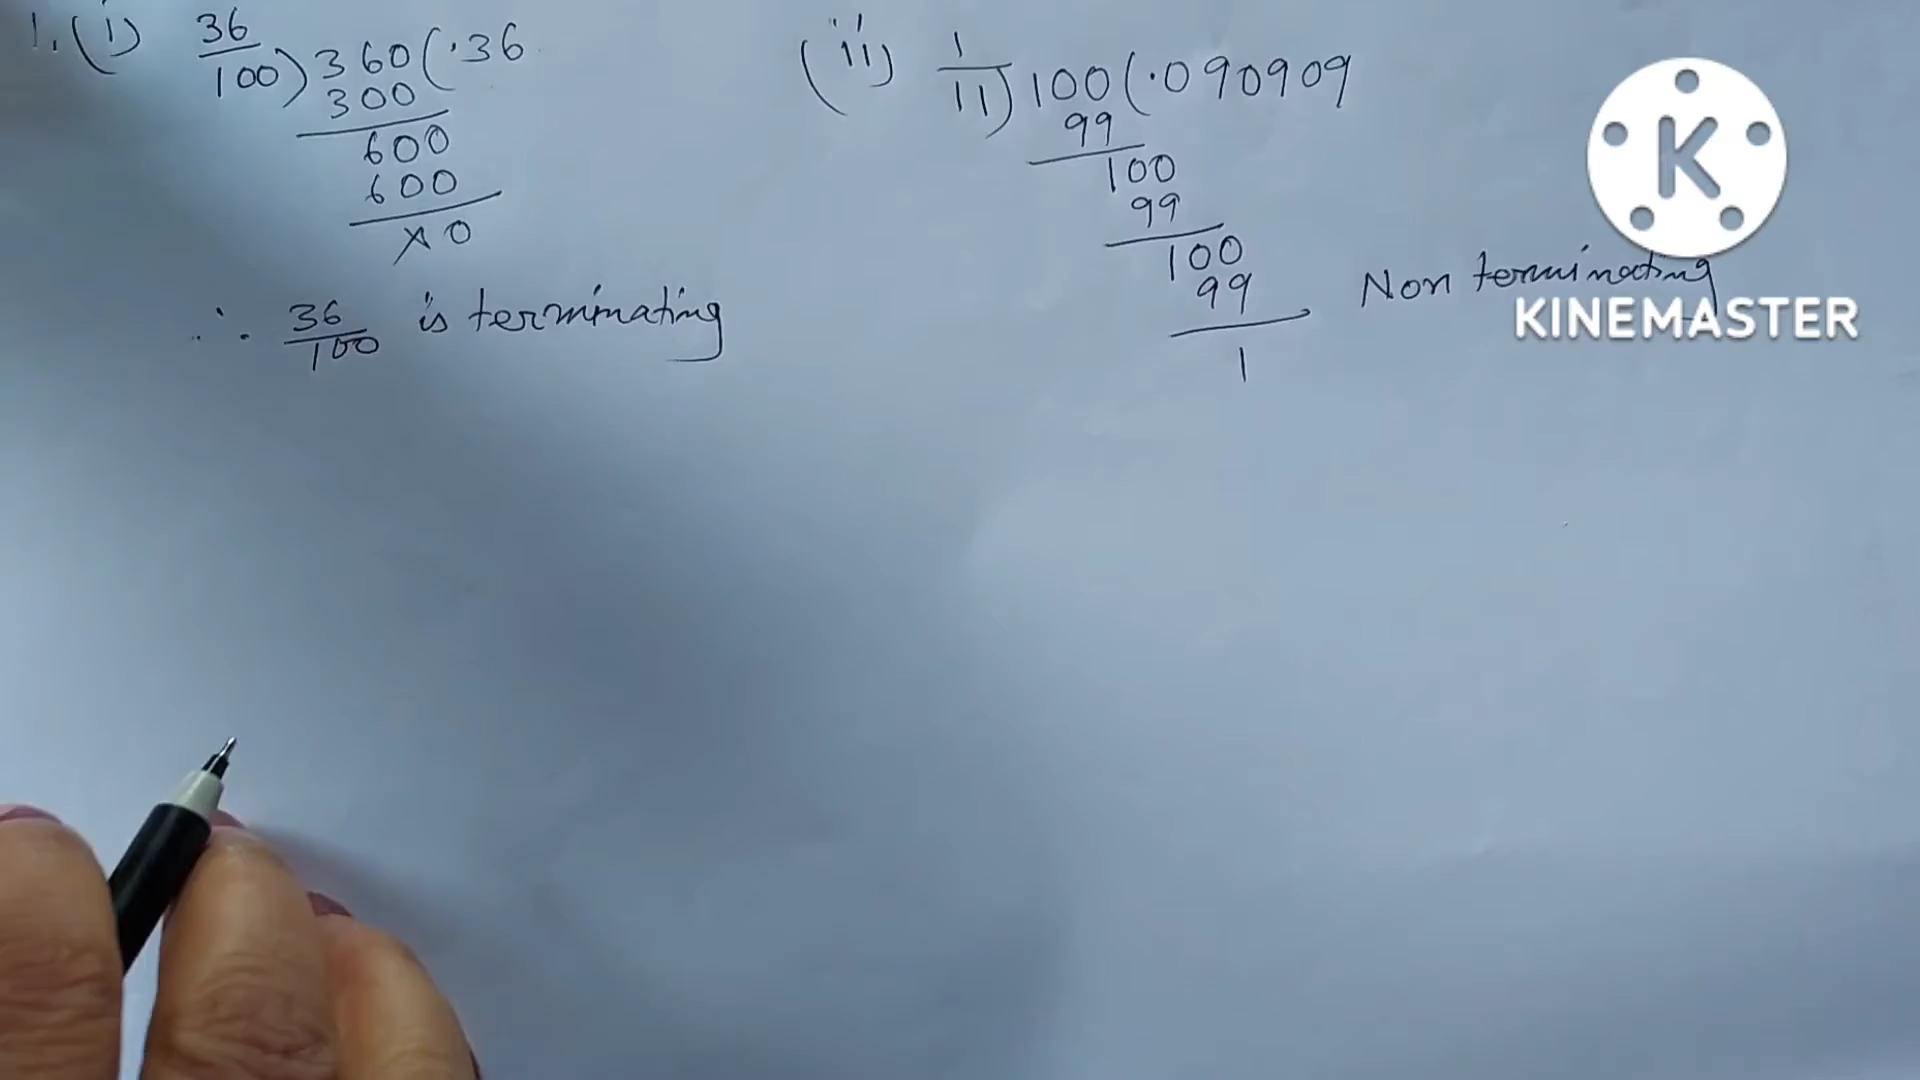 1. (i) 36/100) 360 (.36
300
600
600
x0
∴ 36/100 is terminating
(ii) 1/11) 100 (.090909
99
100
99
100
99
1
Non terminating
K
KINEMASTER